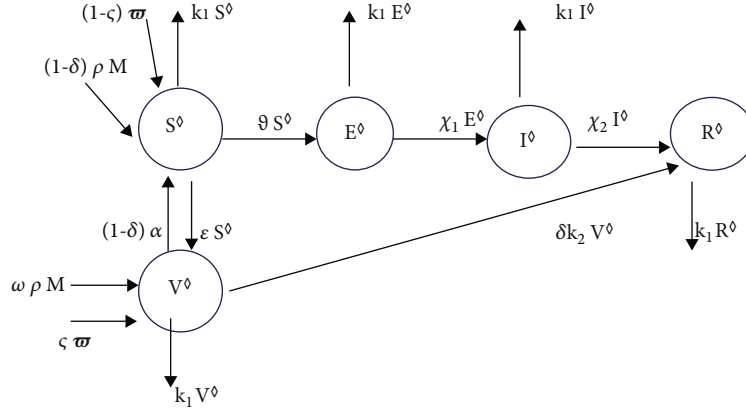 (1-ς) ϖ
k1 S◊
k1 E◊
k1 I◊
(1-δ) ρ M
S◊
ϑ S◊
E◊
χ₁ E◊
I◊
χ₂ I◊
R◊
(1-δ) α
ε S◊
δk₂ V◊
k₁ R◊
ω ρ M
V◊
ς ϖ
k₁ V◊